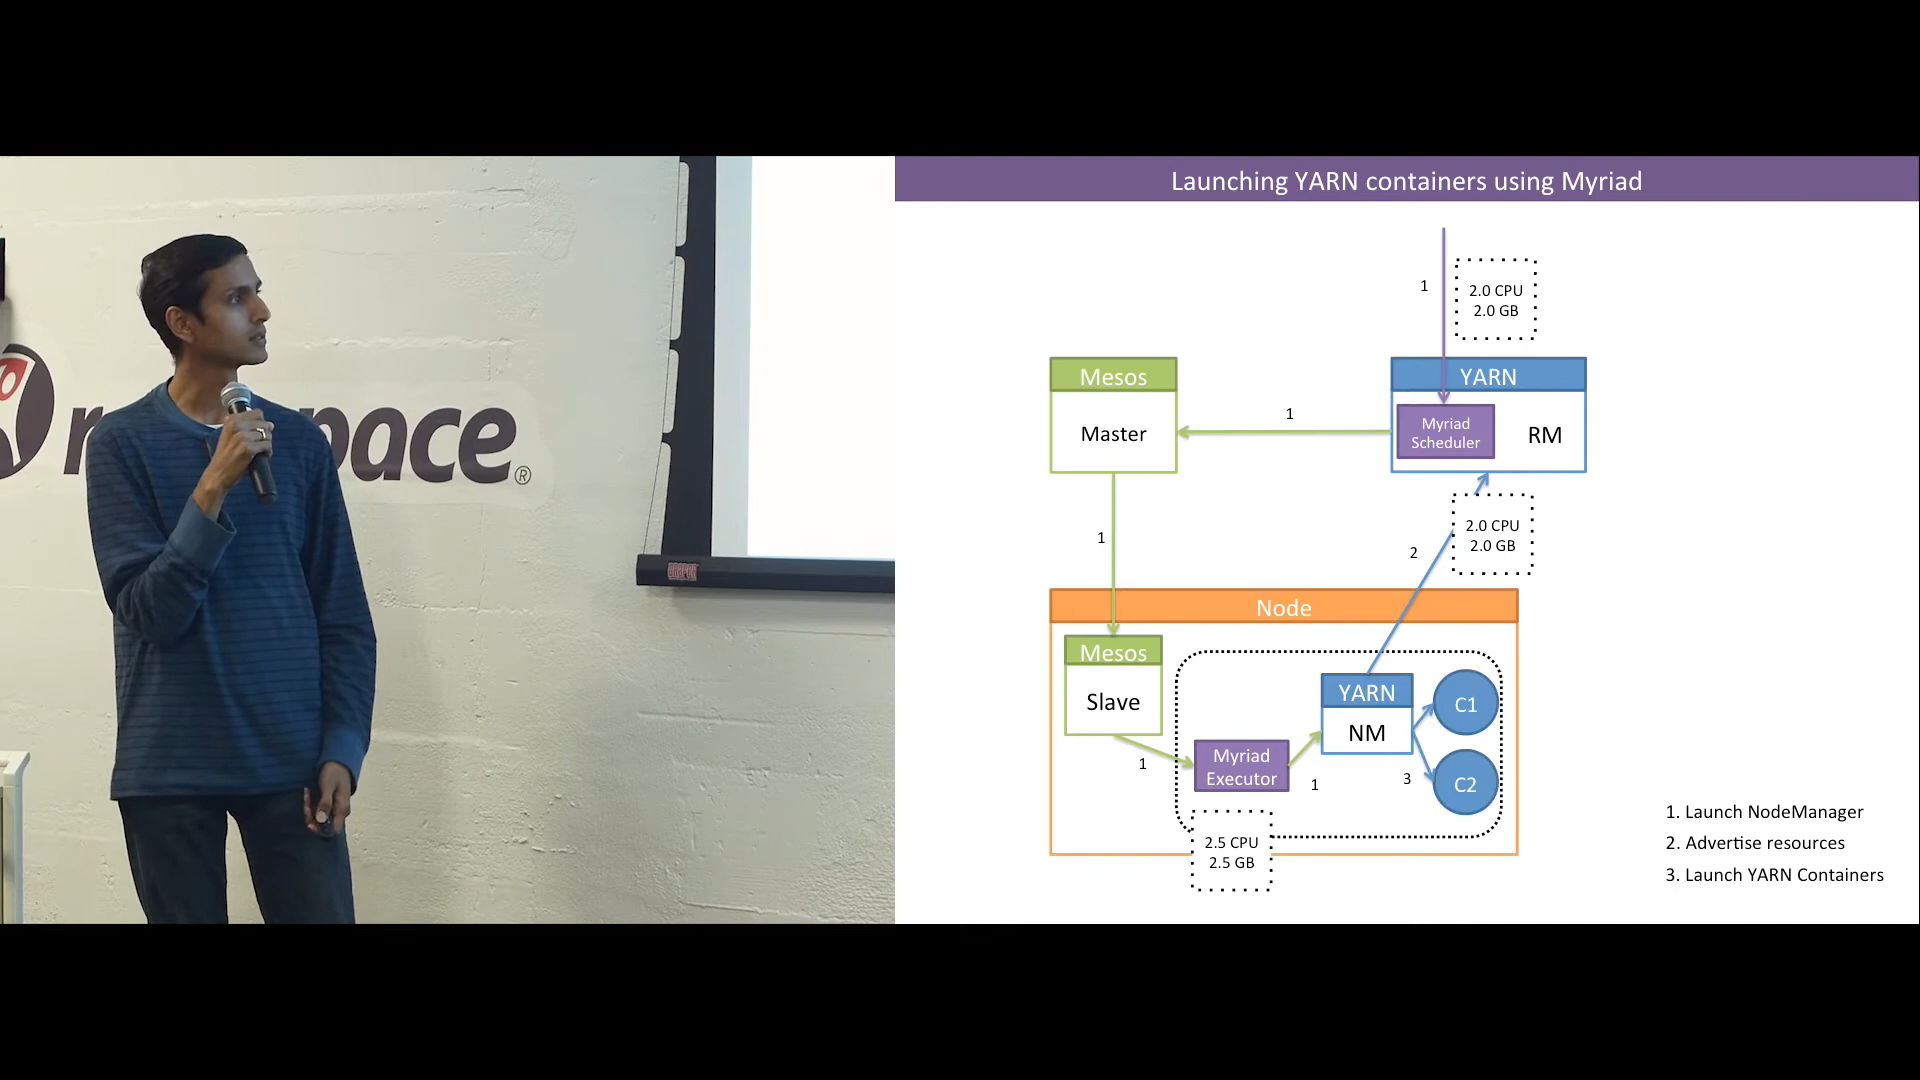 Launching YARN containers using Myriad
1
2.0 CPU
2.0 GB
Mesos
Master
1
YARN
Myriad
Scheduler
RM
1
2
2.0 CPU
2.0 GB
Node
Mesos
Slave
1
Myriad
Executor
1
YARN
NM
3
C1
C2
2.5 CPU
2.5 GB
1. Launch NodeManager
2. Advertise resources
3. Launch YARN Containers
pace®
DRAPER